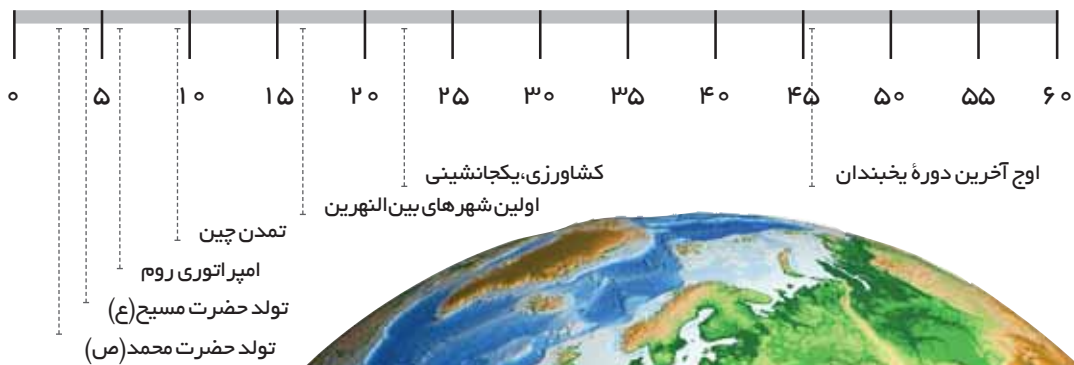 ۰ ۵ ۱۰ ۱۵ ۲۰ ۲۵ ۳۰ ۳۵ ۴۰ ۴۵ ۵۰ ۵۵ ۶۰
اوج آخرین دورهٔ یخبندان
کشاورزی، یکجانشینی
اولین شهرهای بین‌النهرین
تمدن چین
امپراتوری روم
تولد حضرت مسیح(ع)
تولد حضرت محمد(ص)